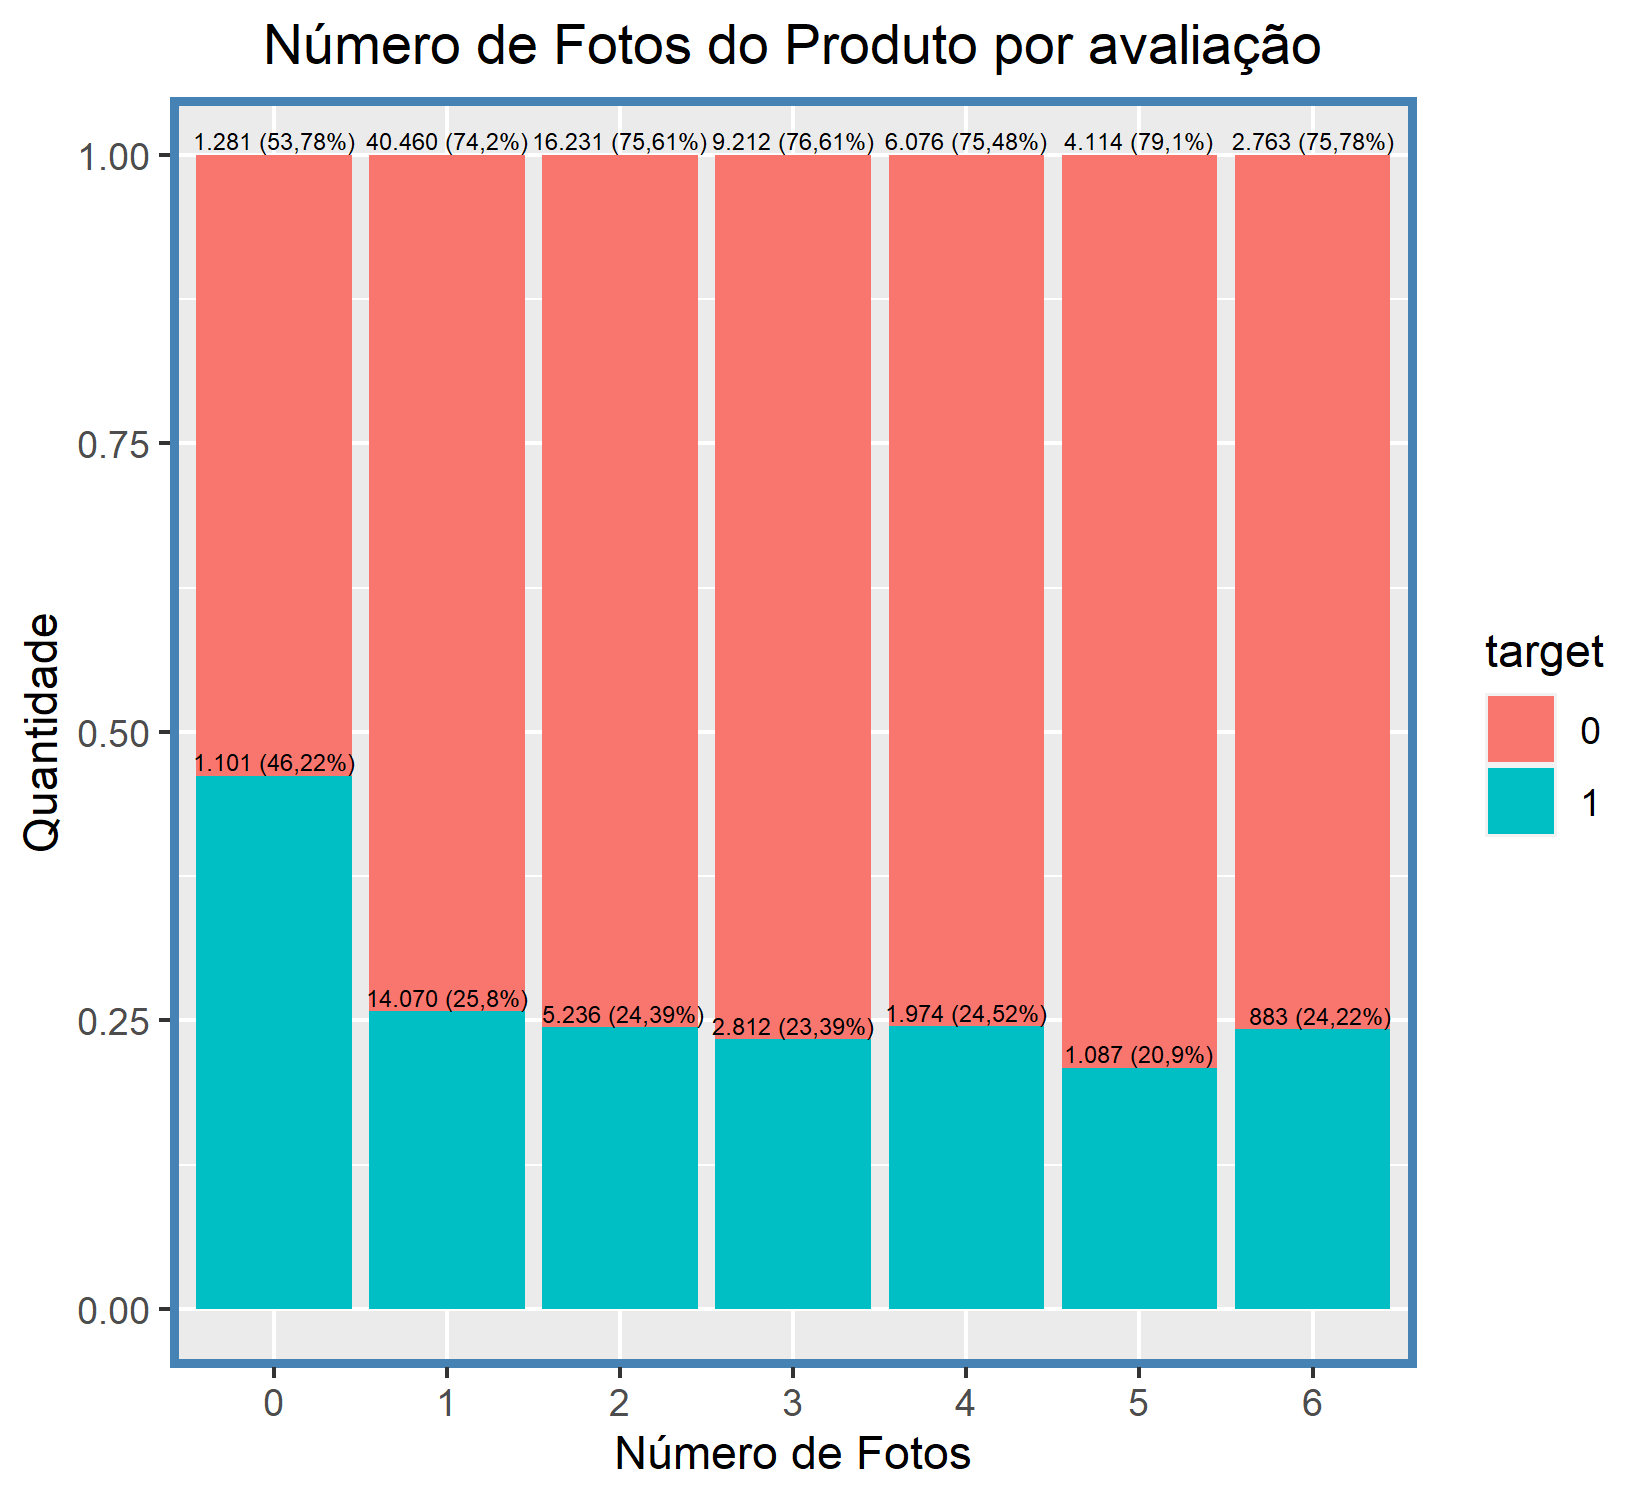 Número de Fotos do Produto por avaliação
1.281 (53,78%) 40.460 (74,2%) 16.231 (75,61%) 9.212 (76,61%) 6.076 (75,48%) 4.114 (79,1%) 2.763 (75,78%)
1.00
0.75
0.50
0.25
0.00
Quantidade
1.101 (46,22%)
14.070 (25,8%)
5.236 (24,39%)
2.812 (23,39%)
1.974 (24,52%)
1.087 (20,9%)
883 (24,22%)
0 1 2 3 4 5 6
Número de Fotos
target
0
1